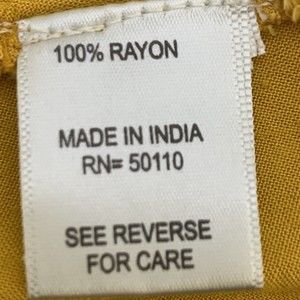 100% RAYON
MADE IN INDIA
RN= 50110
SEE REVERSE
FOR CARE